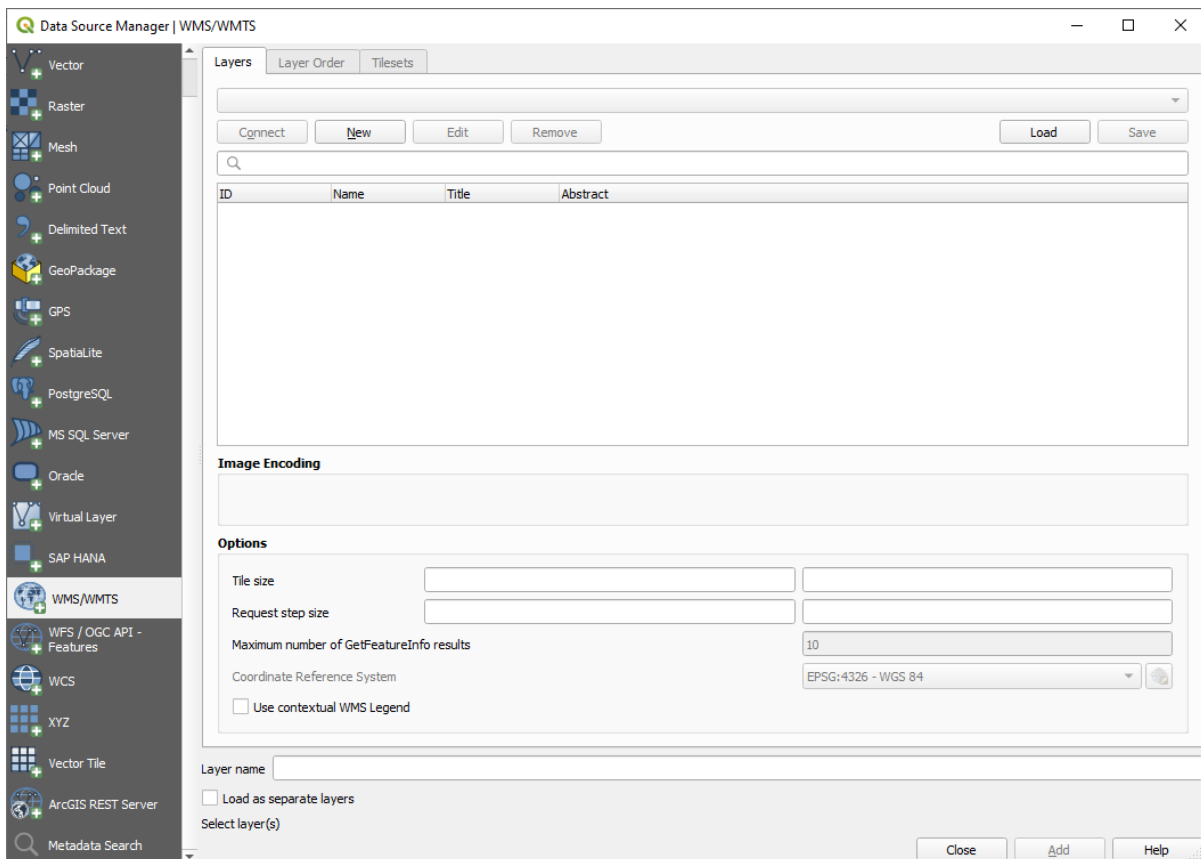 Data Source Manager | WMS/WMTS
Vector
Raster
Mesh
Point Cloud
Delimited Text
GeoPackage
GPS
SpatiaLite
PostgreSQL
MS SQL Server
Oracle
Virtual Layer
SAP HANA
WMS/WMTS
WFS / OGC API -
Features
WCS
XYZ
Vector Tile
ArcGIS REST Server
Metadata Search
Layers Layer Order Tilesets
Connect New Edit Remove Load Save
ID Name Title Abstract
Image Encoding
Options
Tile size
Request step size
Maximum number of GetFeatureInfo results 10
Coordinate Reference System EPSG:4326 - WGS 84
Use contextual WMS Legend
Layer name
Load as separate layers
Select layer(s)
Close Add Help